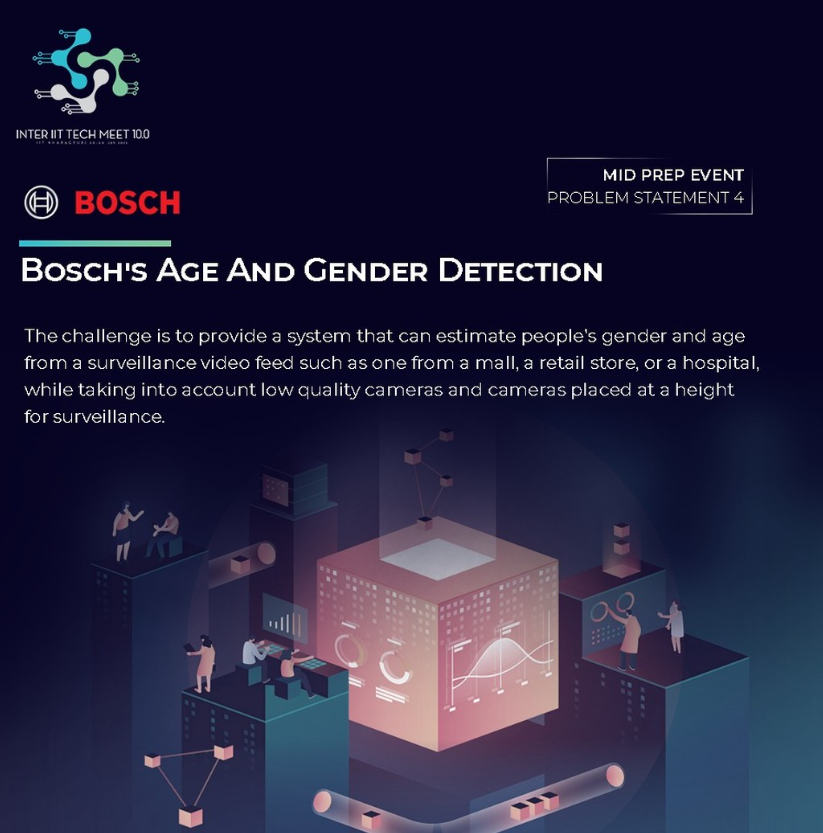 INTER IIT TECH MEET 10.0
MID PREP EVENT
PROBLEM STATEMENT 4
BOSCH
BOSCH'S AGE AND GENDER DETECTION
The challenge is to provide a system that can estimate people's gender and age
from a surveillance video feed such as one from a mall, a retail store, or a hospital,
while taking into account low quality cameras and cameras placed at a height
for surveillance.